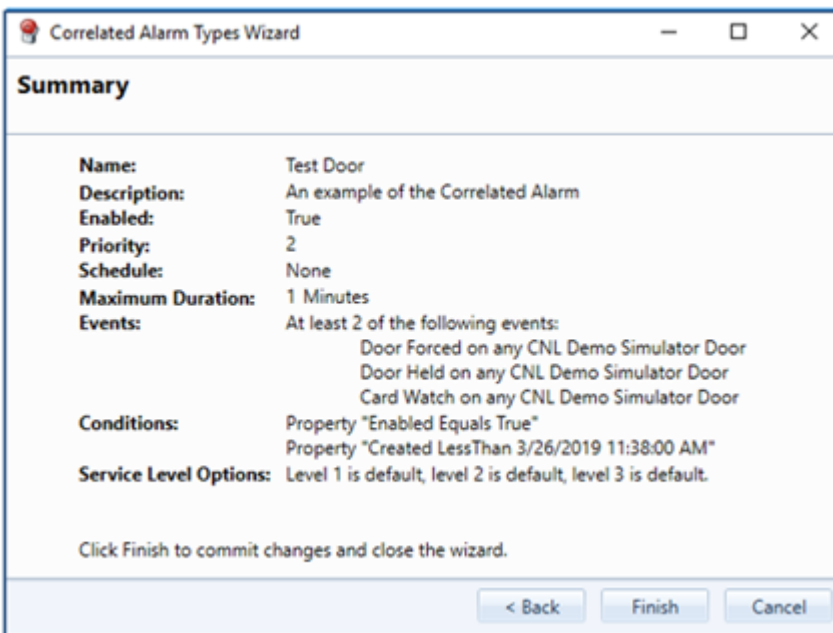 Correlated Alarm Types Wizard
Summary
Name: Test Door
Description: An example of the Correlated Alarm
Enabled: True
Priority: 2
Schedule: None
Maximum Duration: 1 Minutes
Events: At least 2 of the following events:
Door Forced on any CNL Demo Simulator Door
Door Held on any CNL Demo Simulator Door
Card Watch on any CNL Demo Simulator Door
Conditions: Property "Enabled Equals True"
Property "Created LessThan 3/26/2019 11:38:00 AM"
Service Level Options: Level 1 is default, level 2 is default, level 3 is default.
Click Finish to commit changes and close the wizard.
< Back Finish Cancel